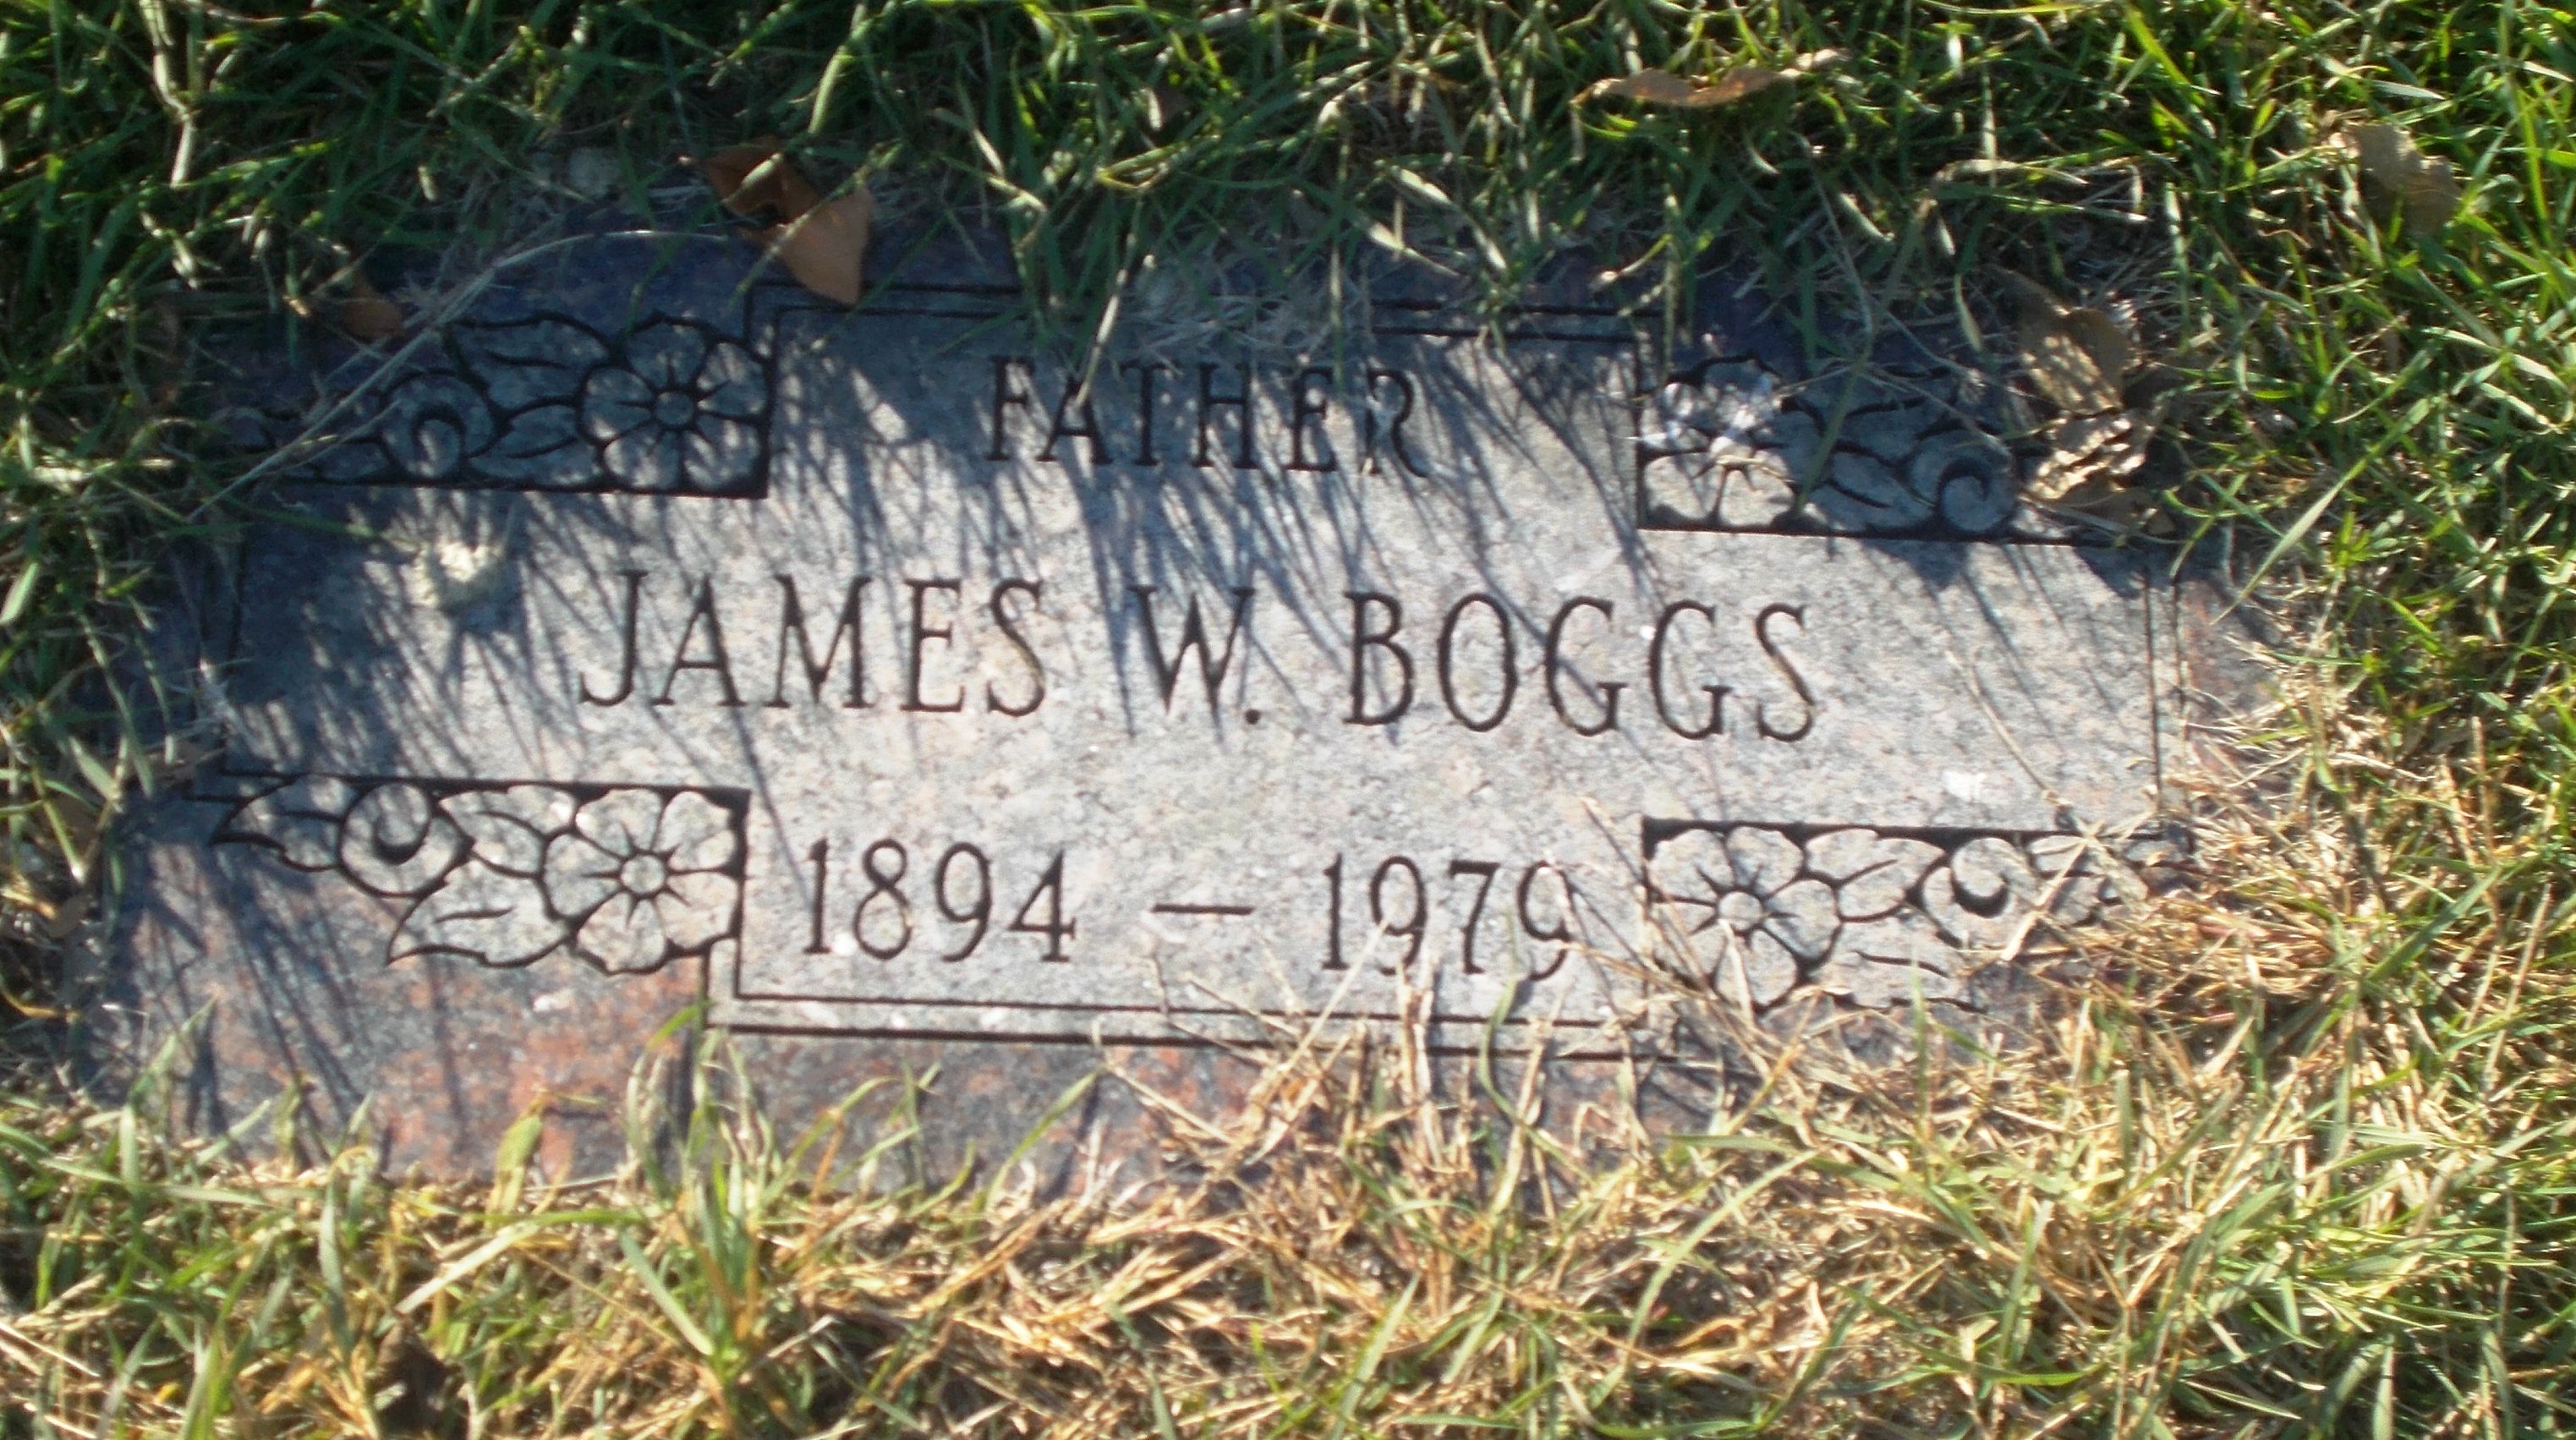 FATHER
JAMES W. BOGGS
1894 — 1979